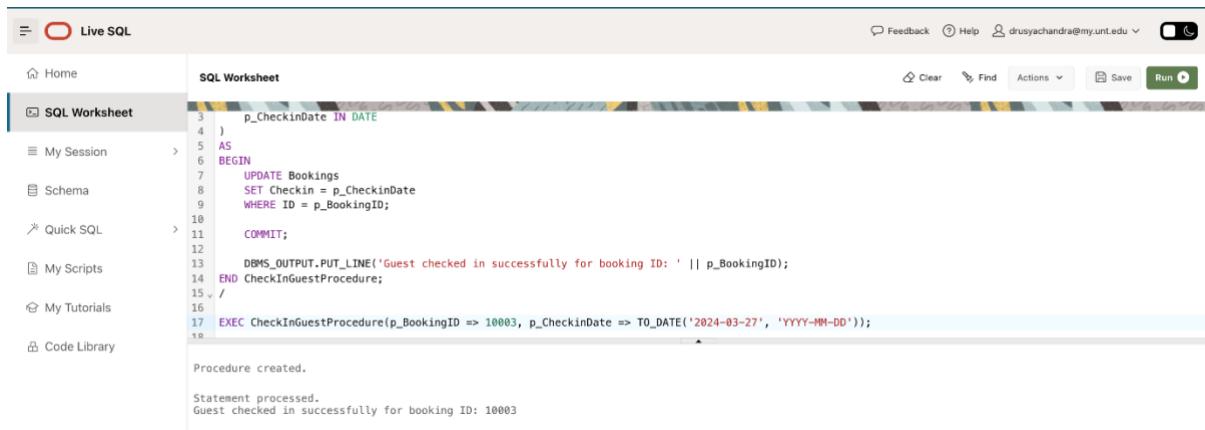 Live SQL
Feedback Help drusyachandra@my.unt.edu
Home
SQL Worksheet
My Session
Schema
Quick SQL
My Scripts
My Tutorials
Code Library
SQL Worksheet
Clear Find Actions Save Run
3 p_CheckinDate IN DATE
4 )
5 AS
6 BEGIN
7 UPDATE Bookings
8 SET Checkin = p_CheckinDate
9 WHERE ID = p_BookingID;
10
11 COMMIT;
12
13 DBMS_OUTPUT.PUT_LINE('Guest checked in successfully for booking ID: ' || p_BookingID);
14 END CheckInGuestProcedure;
15 /
16
17 EXEC CheckInGuestProcedure(p_BookingID => 10003, p_CheckinDate => TO_DATE('2024-03-27', 'YYYY-MM-DD'));
18
Procedure created.
Statement processed.
Guest checked in successfully for booking ID: 10003